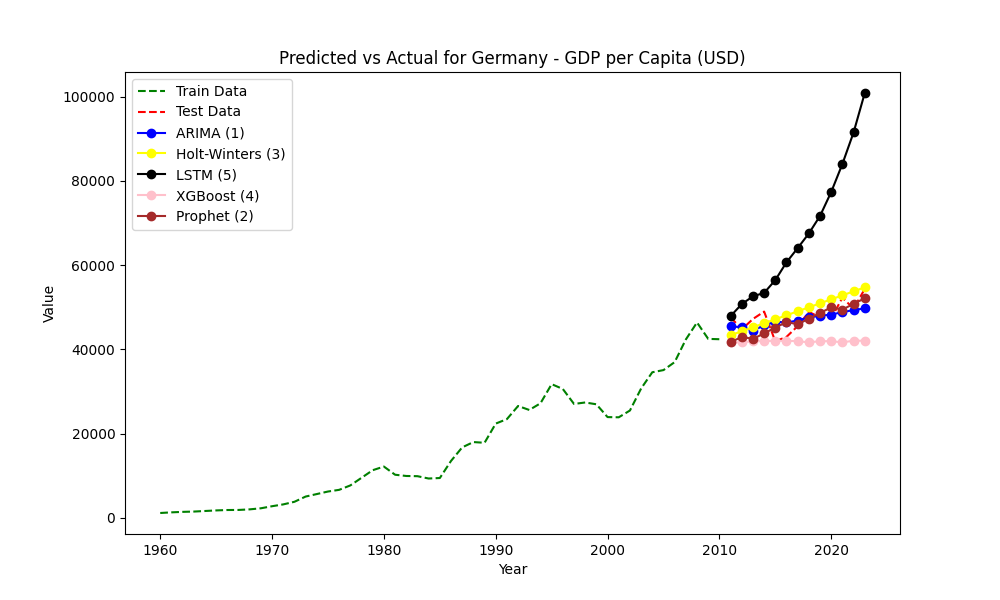 Predicted vs Actual for Germany - GDP per Capita (USD)
Train Data
Test Data
ARIMA (1)
Holt-Winters (3)
LSTM (5)
XGBoost (4)
Prophet (2)
100000
80000
60000
40000
20000
0
Value
1960 1970 1980 1990 2000 2010 2020
Year